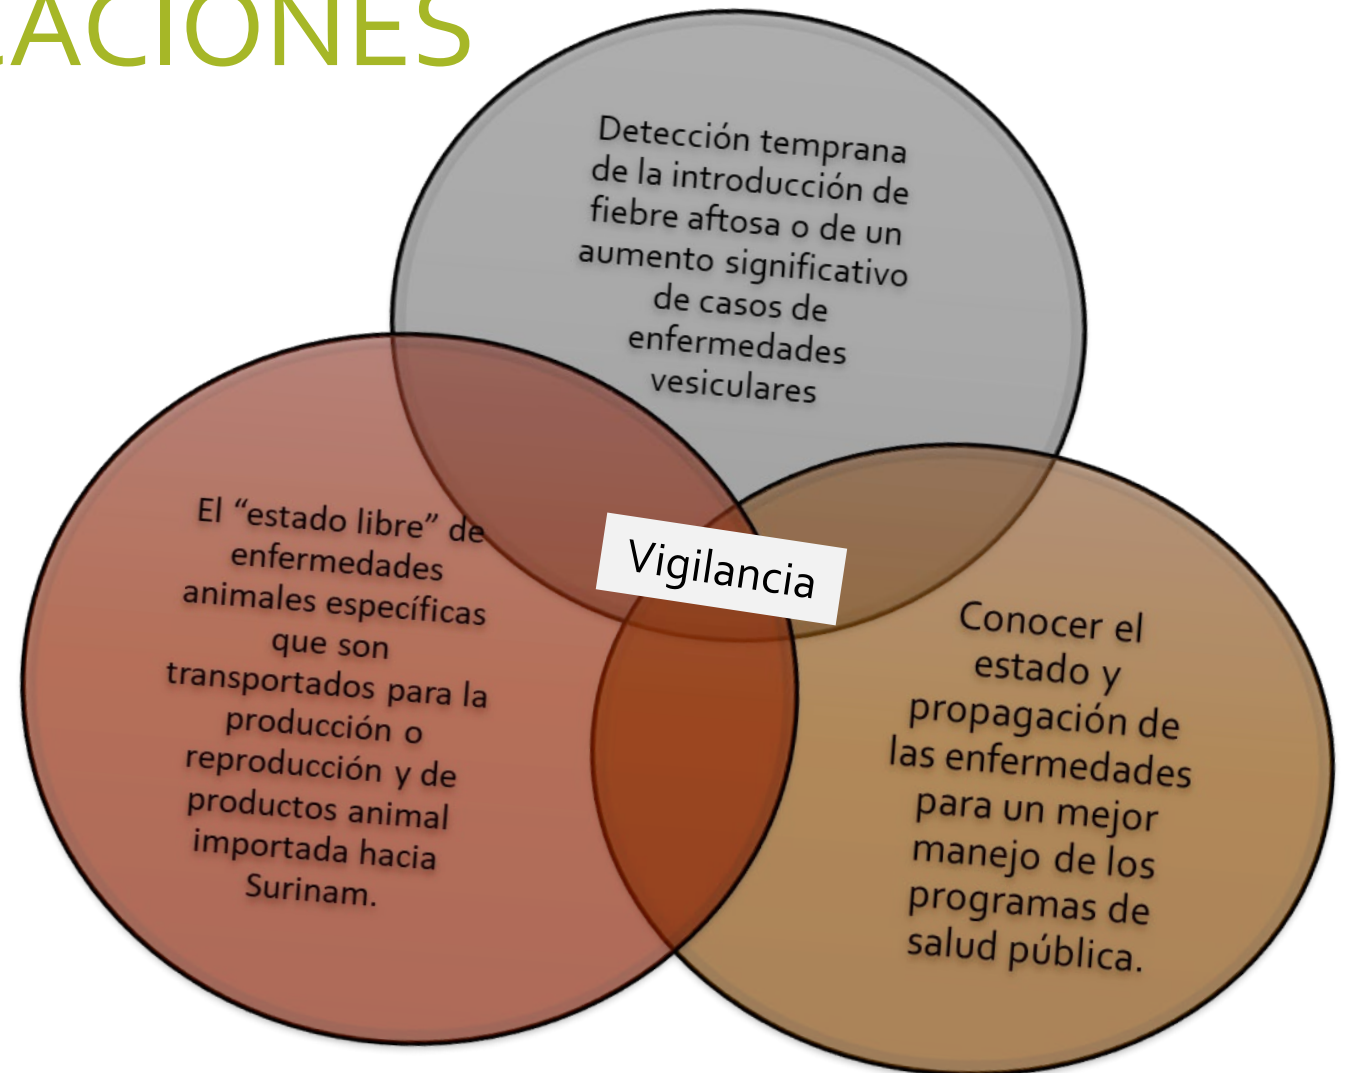 LACIONES
Detección temprana
de la introducción de
fiebre aftosa o de un
aumento significativo
de casos de
enfermedades
vesiculares
El “estado libre” de
enfermedades
animales específicas
que son
transportados para la
producción o
reproducción y de
productos animal
importada hacia
Surinam.
Vigilancia
Conocer el
estado y
propagación de
las enfermedades
para un mejor
manejo de los
programas de
salud pública.